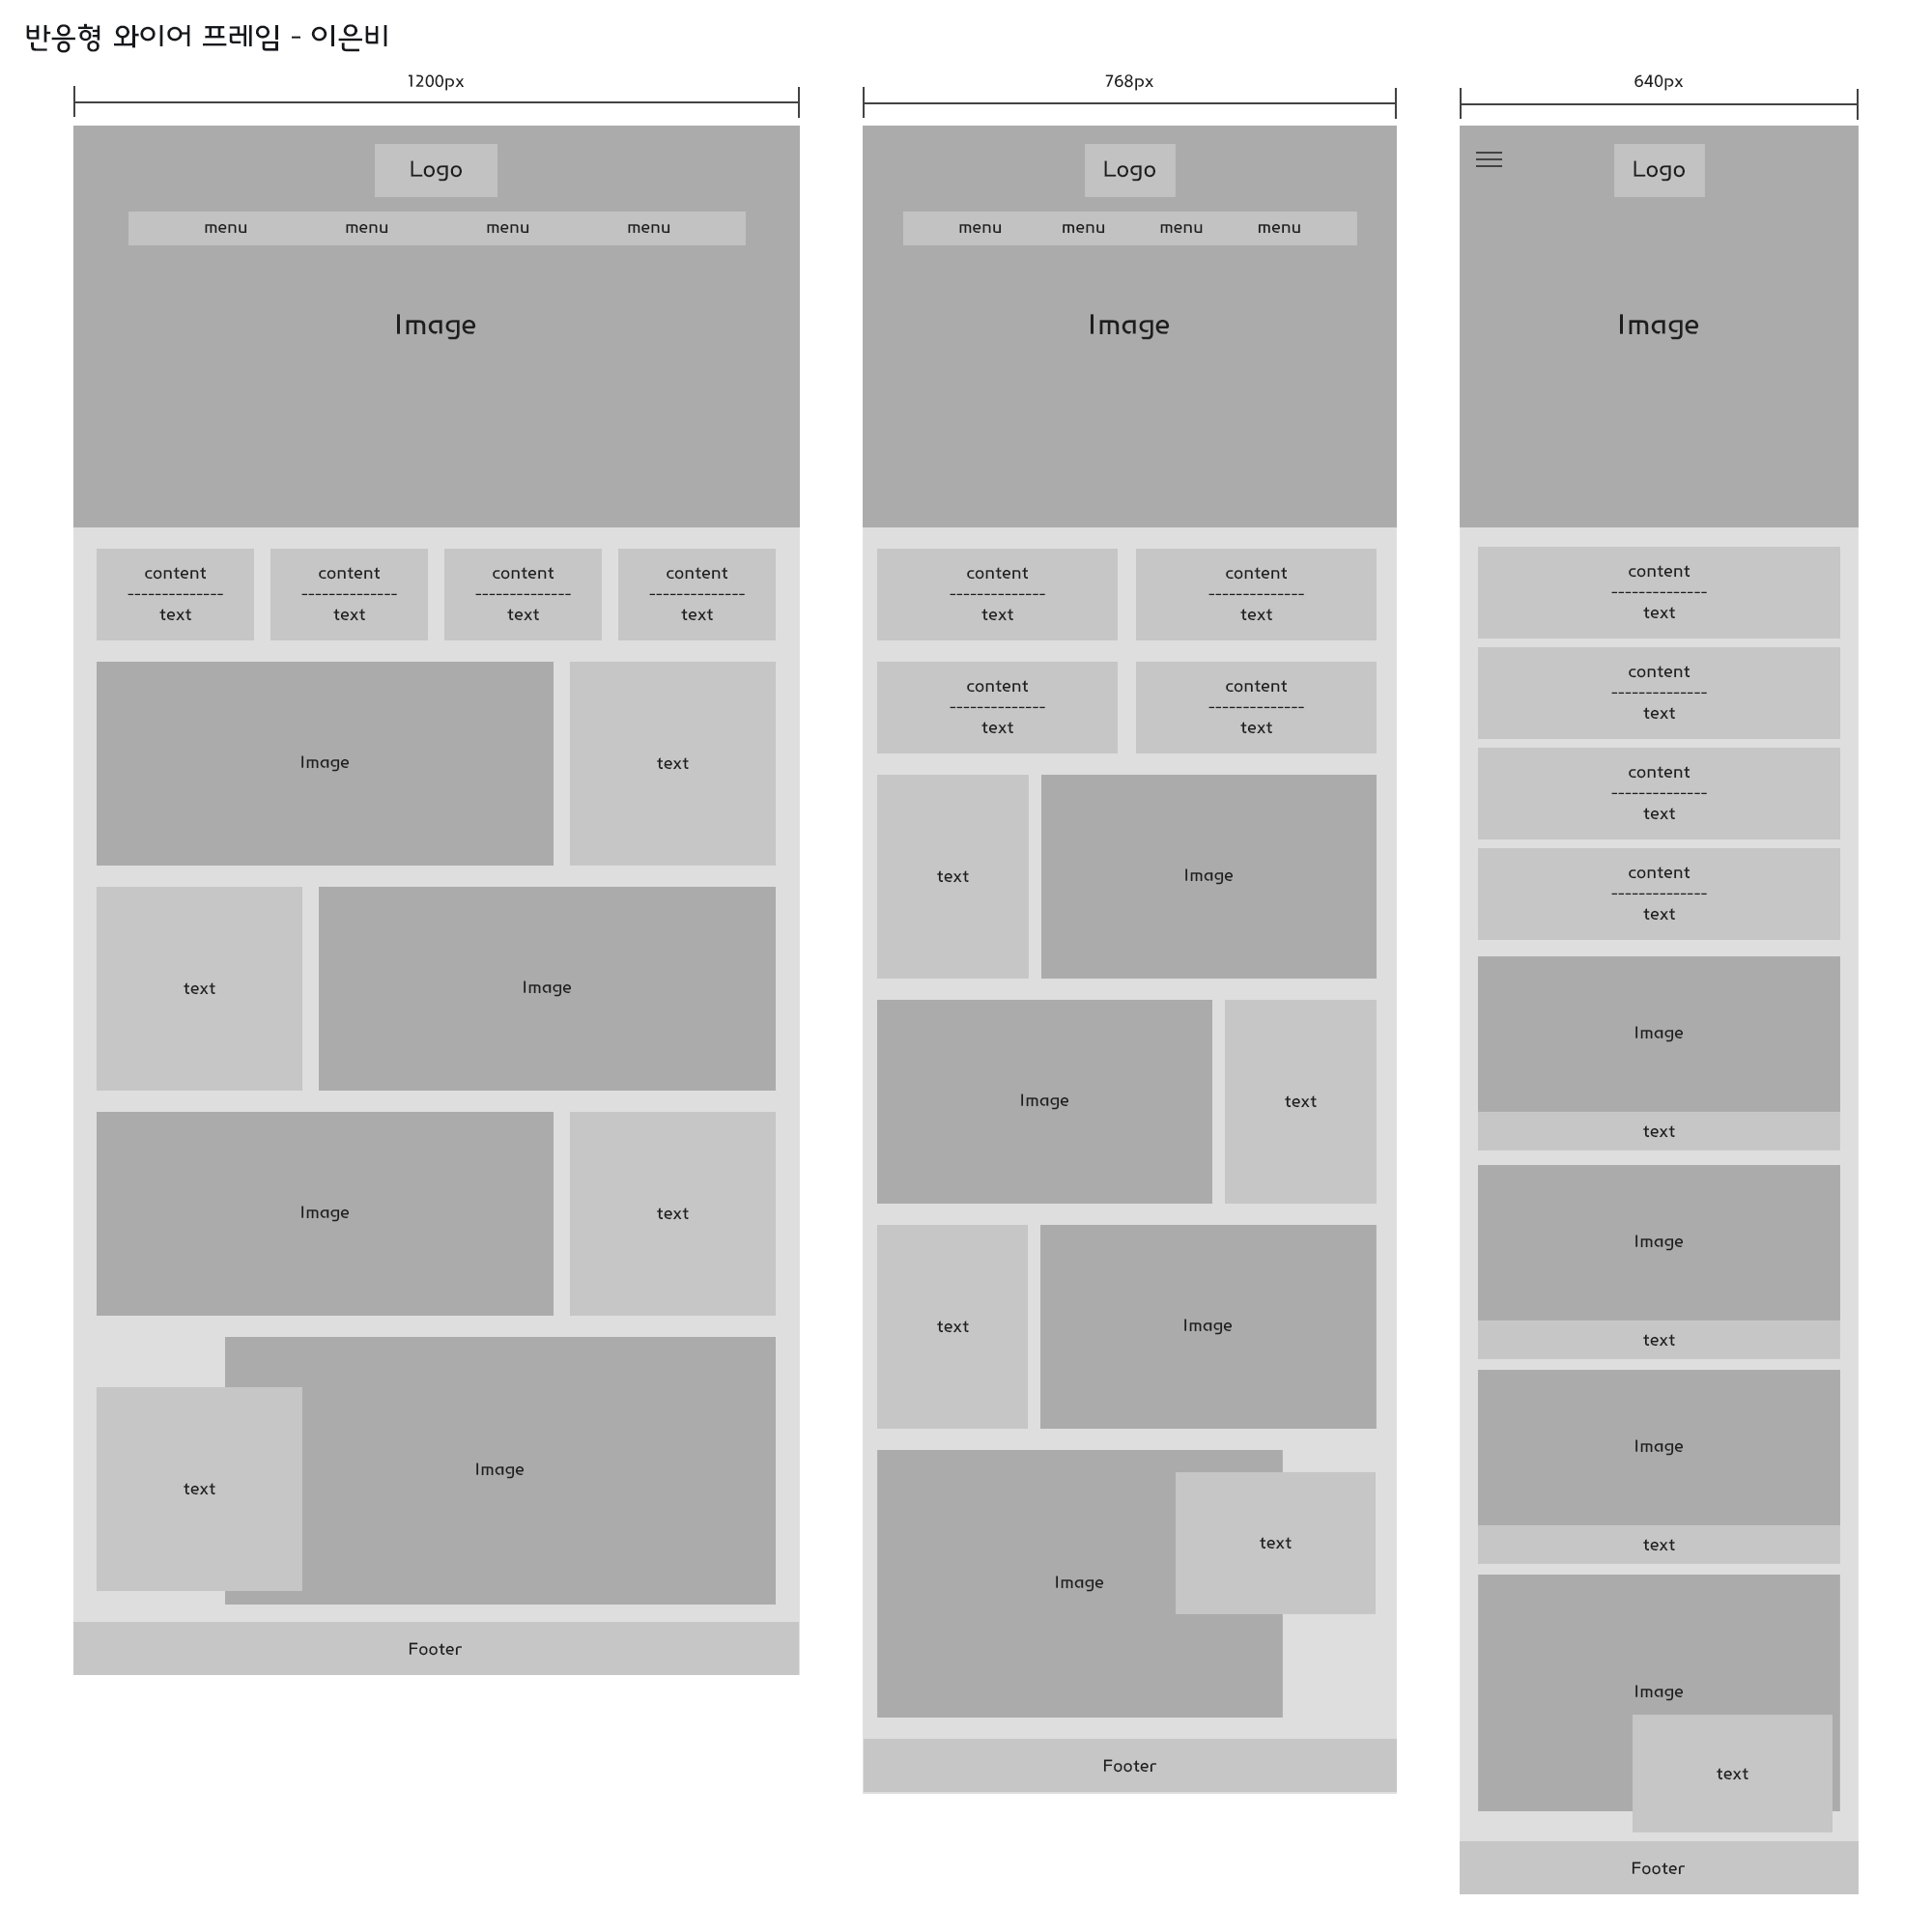 반응형 와이어 프레임 - 이은비
1200px
Logo
menu menu menu menu
Image
content content content content
-------------- -------------- -------------- --------------
text text text text
Image text
text Image
Image text
text Image
Footer
768px
Logo
menu menu menu menu
Image
content content
-------------- --------------
text text
content content
-------------- --------------
text text
text Image
Image text
text Image
Image text
Footer
640px
Logo
Image
content
--------------
text
content
--------------
text
content
--------------
text
content
--------------
text
Image
text
Image
text
Image
text
Image
text
Footer